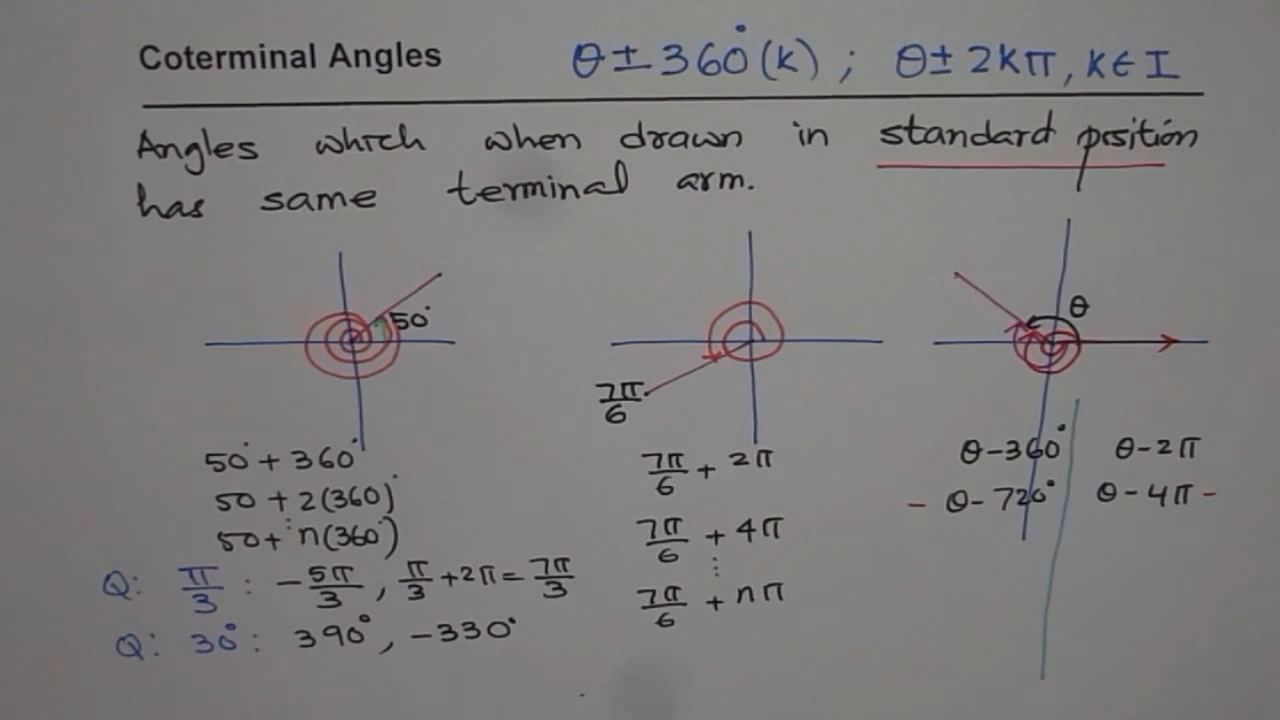 Coterminal Angles θ ± 360°(k) ; θ ± 2kπ, k ∈ I
Angles which when drawn in standard position
has same terminal arm.
50°
7π/6
θ
50° + 360°
50 + 2(360)°
50 + n(360°)
7π/6 + 2π
7π/6 + 4π
⋮
7π/6 + nπ
θ - 360° θ - 2π
- θ - 720° θ - 4π -
Q: π/3 : -5π/3 , π/3 + 2π = 7π/3
Q: 30° : 390°, -330°